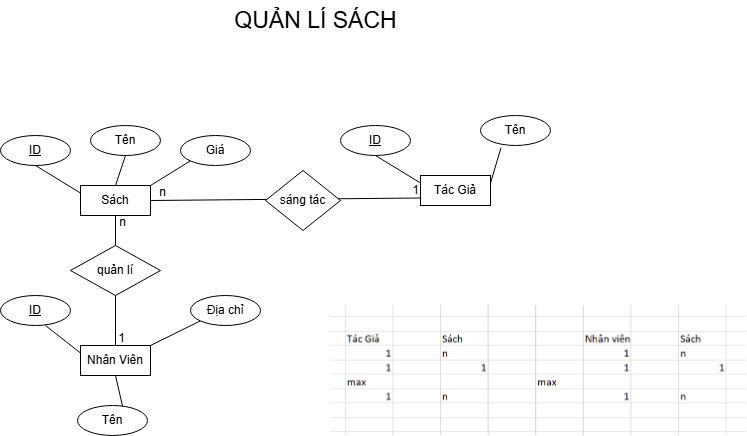 QUẢN LÍ SÁCH
ID
Tên
Giá
ID
Tên
Sách
n
sáng tác
1
Tác Giả
n
quản lí
ID
Địa chỉ
1
Nhân Viên
Tên
Tác Giả Sách Nhân viên Sách
1 n 1 n
1 1 1 1
max max
1 n 1 n